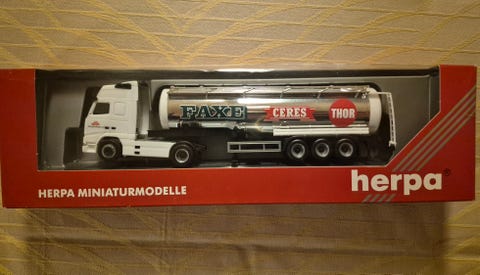 FAXE CERES THOR
HERPA MINIATURMODELLE
herpa